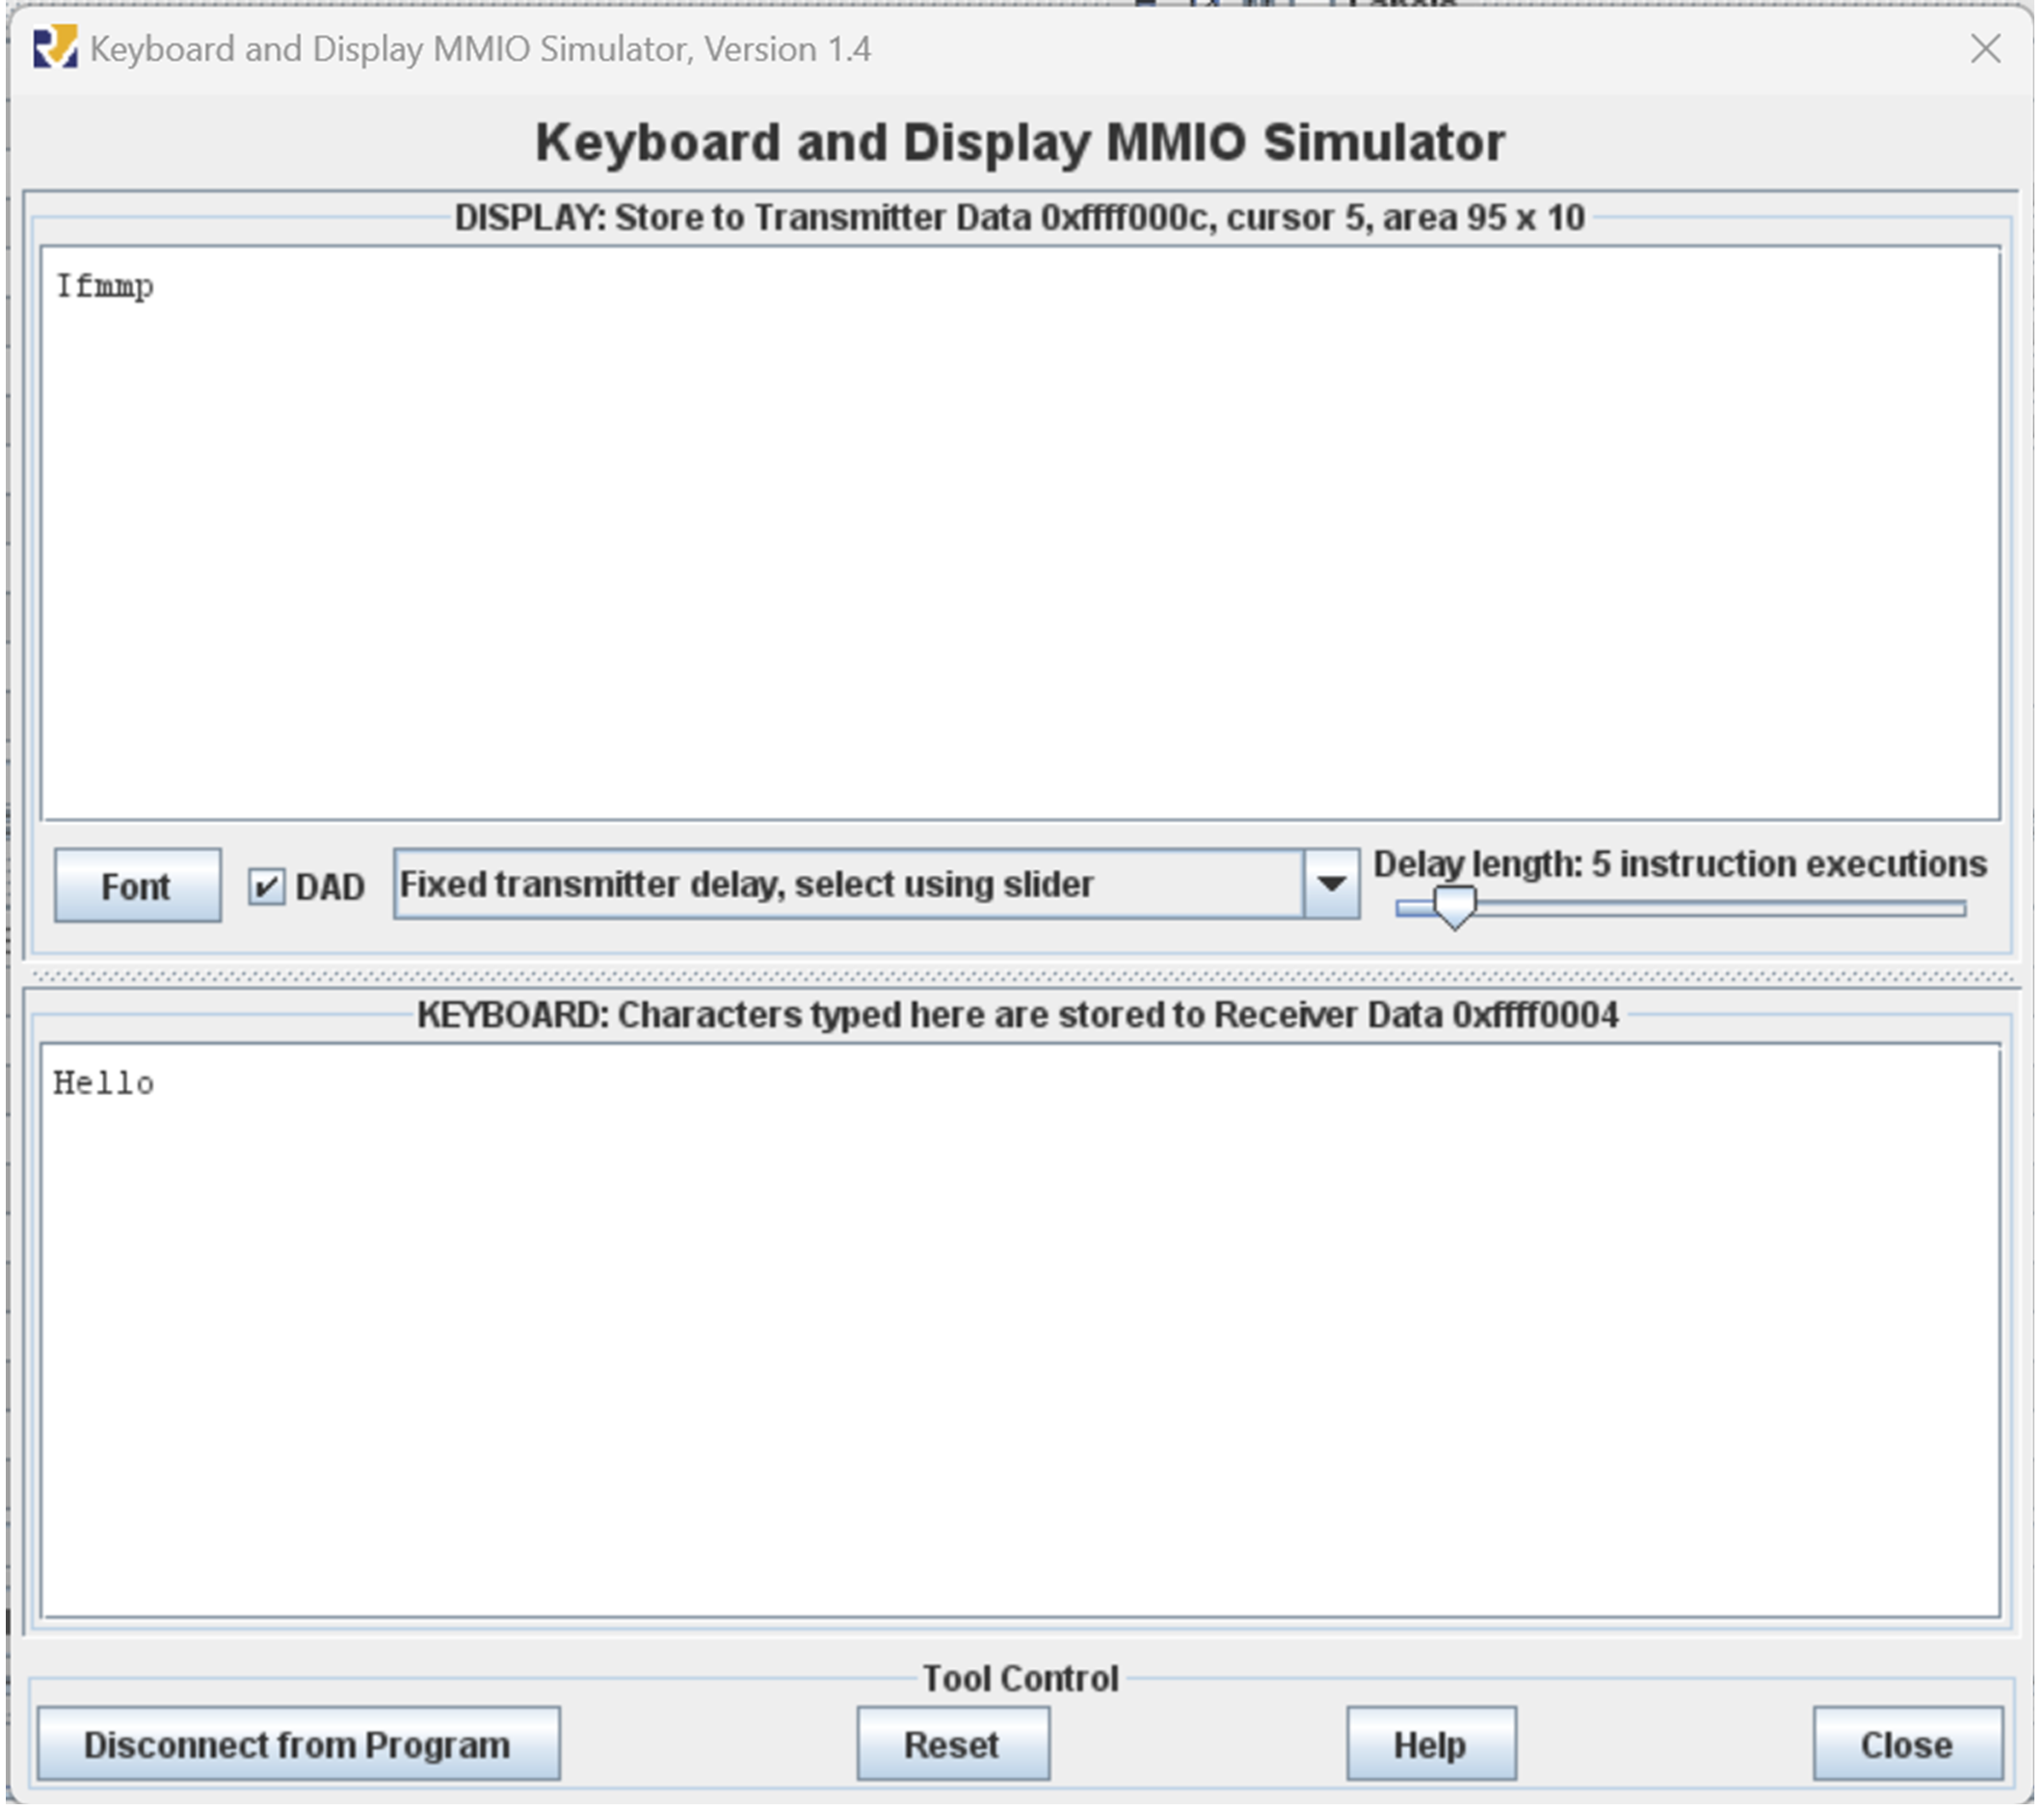 Keyboard and Display MMIO Simulator, Version 1.4
Keyboard and Display MMIO Simulator
DISPLAY: Store to Transmitter Data 0xffff000c, cursor 5, area 95 x 10
Ifmmp
Font
DAD
Fixed transmitter delay, select using slider
Delay length: 5 instruction executions
KEYBOARD: Characters typed here are stored to Receiver Data 0xffff0004
Hello
Tool Control
Disconnect from Program
Reset
Help
Close